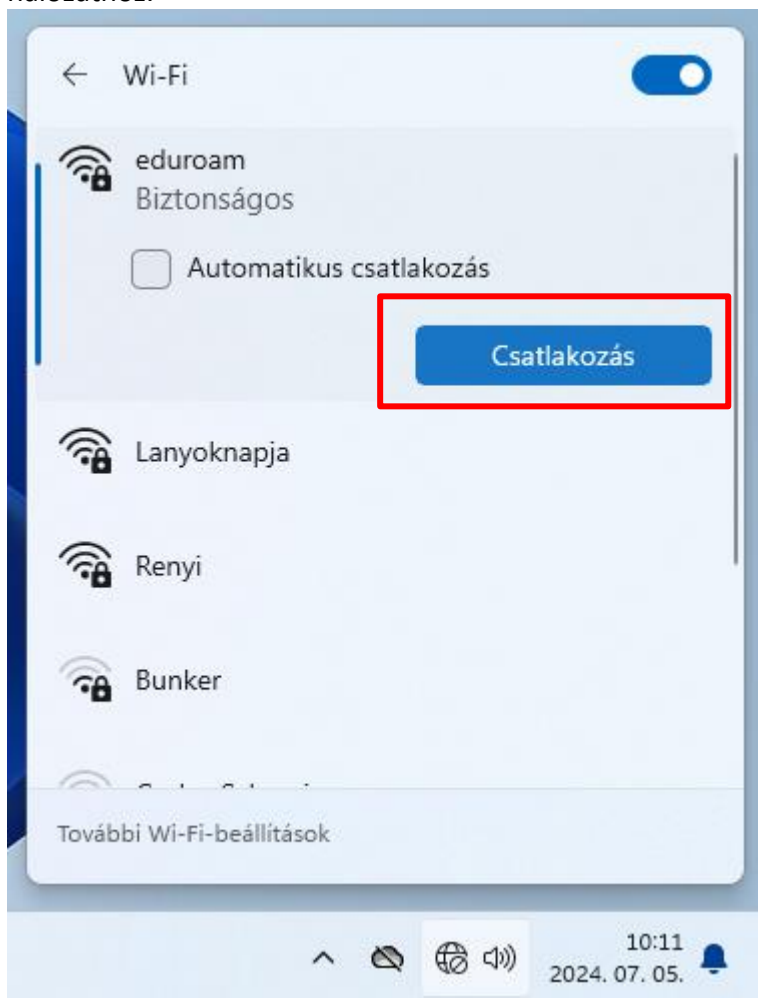 Wi-Fi
eduroam
Biztonságos
Automatikus csatlakozás
Csatlakozás
Lanyoknapja
Renyi
Bunker
További Wi-Fi-beállítások
10:11
2024. 07. 05.